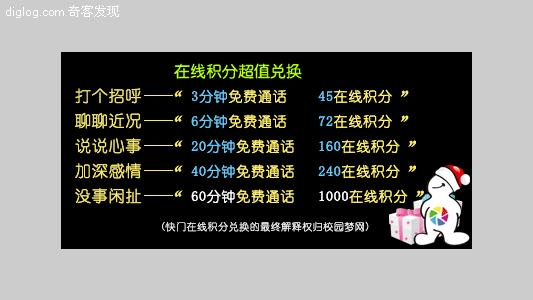 diglog.com 奇客发现
在线积分超值兑换
打个招呼——“ 3分钟免费通话 45在线积分 ”
聊聊近况——“ 6分钟免费通话 72在线积分 ”
说说心事——“ 20分钟免费通话 160在线积分 ”
加深感情——“ 40分钟免费通话 240在线积分 ”
没事闲扯——“ 60分钟免费通话 1000在线积分 ”
(快门在线积分兑换的最终解释权归校园梦网)